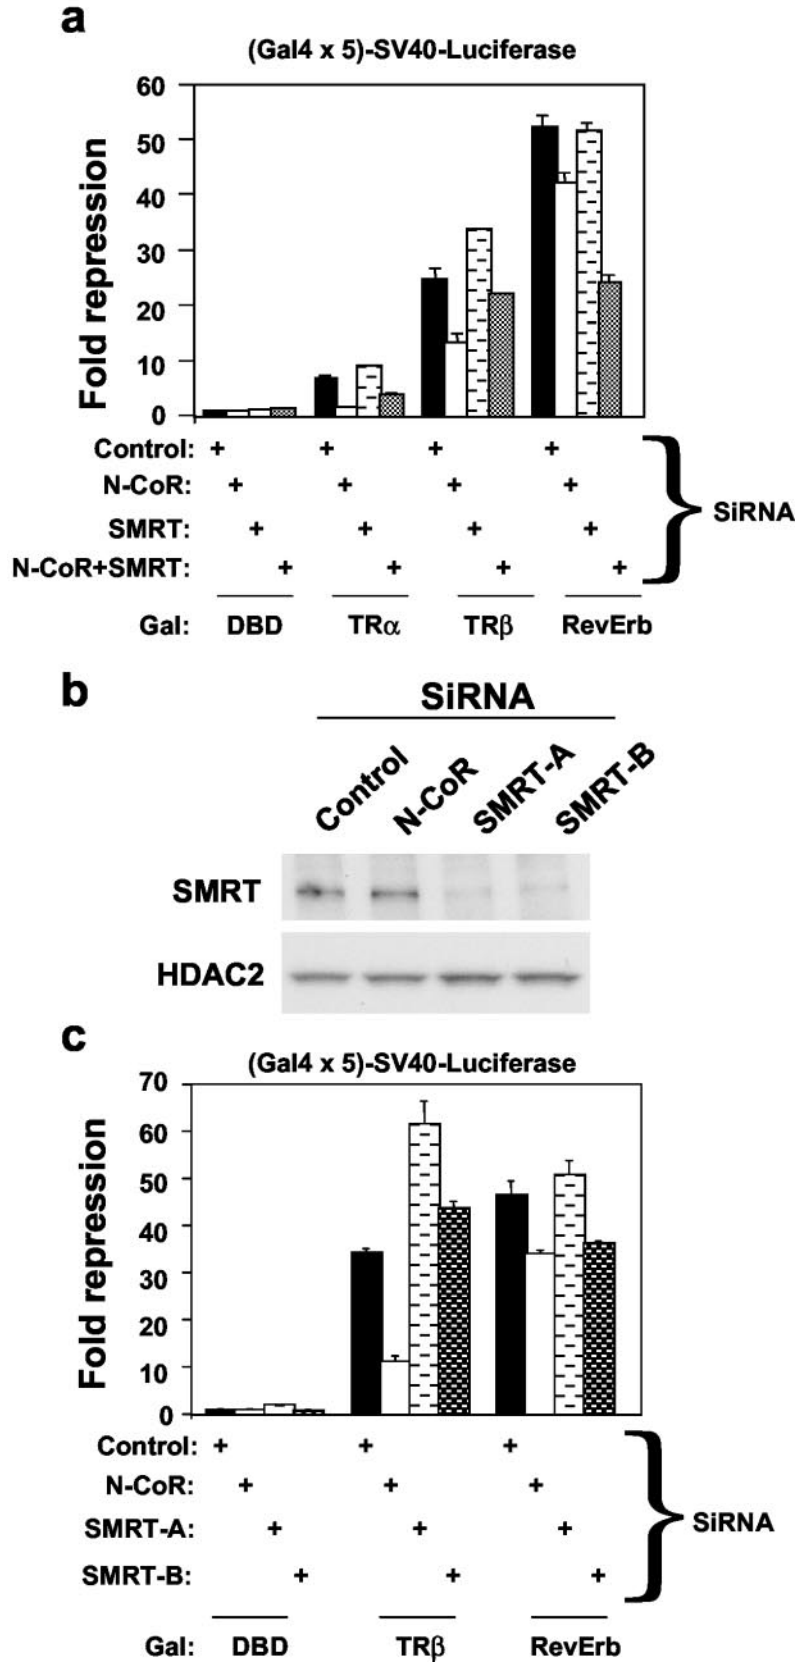 a
(Gal4 x 5)-SV40-Luciferase
Fold repression
60
50
40
30
20
10
0
Control: + + + +
N-CoR: + + + +
SMRT: + + + +
N-CoR+SMRT: + + + +
SiRNA
Gal: DBD TRα TRβ RevErb
b
SiRNA
Control N-CoR SMRT-A SMRT-B
SMRT
HDAC2
c
(Gal4 x 5)-SV40-Luciferase
Fold repression
70
60
50
40
30
20
10
0
Control: + + +
N-CoR: + + +
SMRT-A: + + +
SMRT-B: + + +
SiRNA
Gal: DBD TRβ RevErb